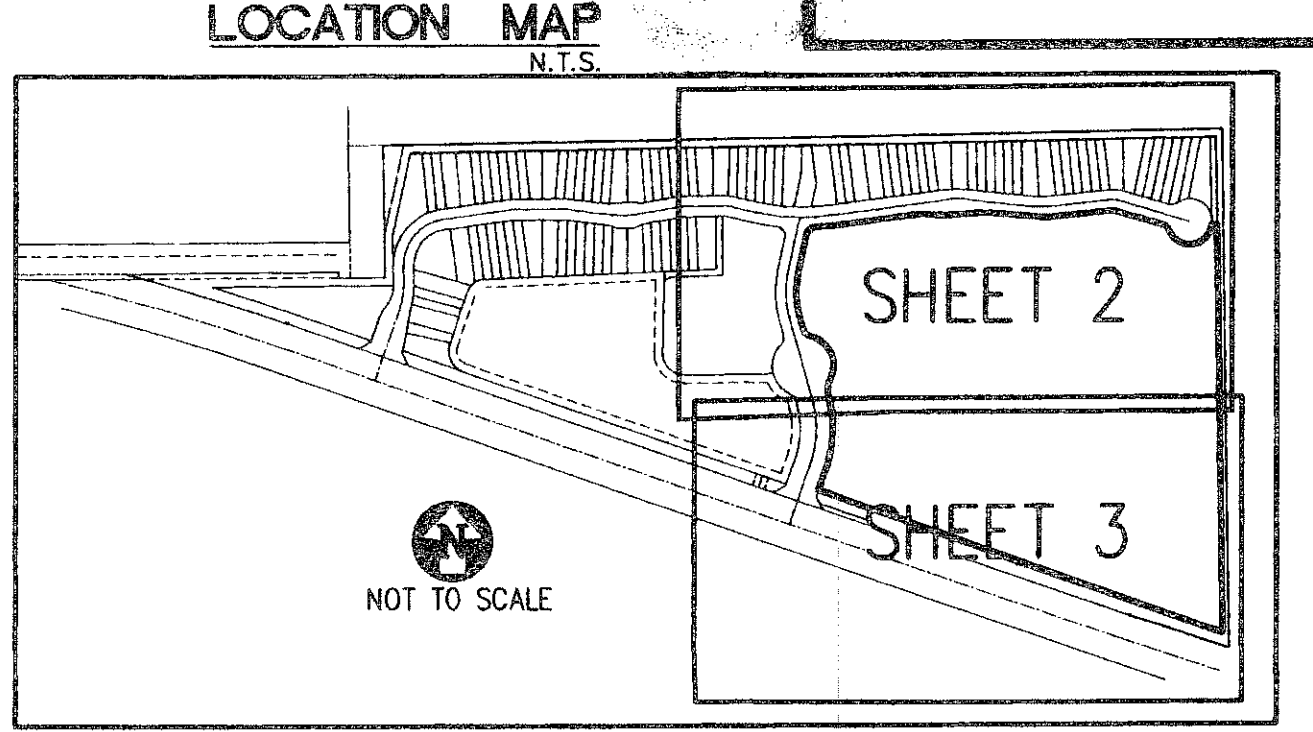 LOCATION MAP
N.T.S.
SHEET 2
SHEET 3
N
NOT TO SCALE